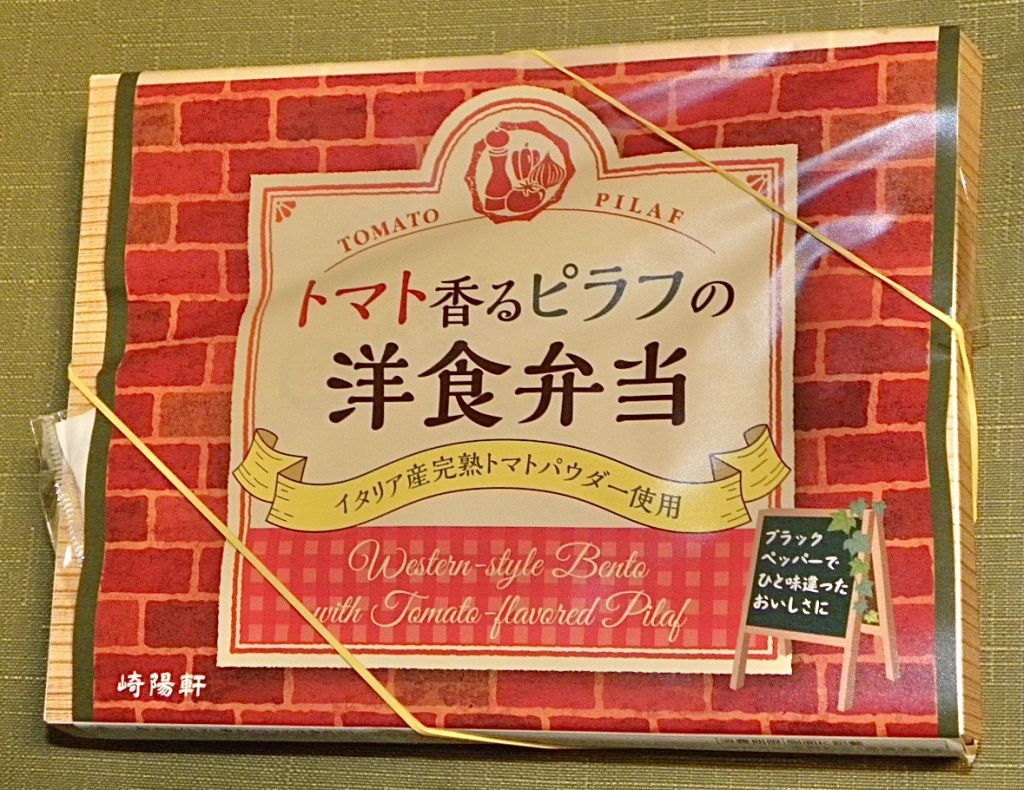 TOMATO PILAF
トマト香るピラフの
洋食弁当
イタリア産完熟トマトパウダー使用
Western-style Bento
with Tomato-flavored Pilaf
ブラック
ペッパーで
ひと味違った
おいしさに
崎陽軒